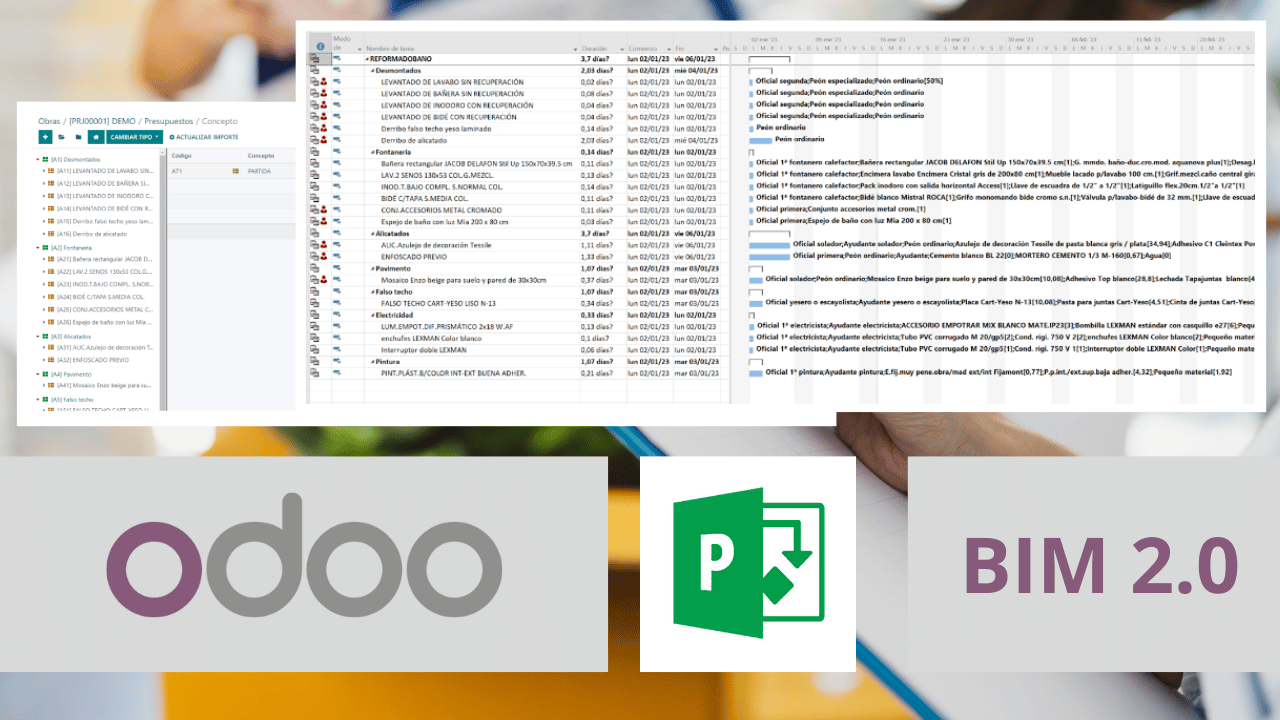 Obras / [PRJ00001] DEMO / Presupuestos / Concepto
CAMBIAR TIPO
ACTUALIZAR IMPORTE
[A1] Desmontados
[A11] LEVANTADO DE LAVABO SIN...
[A12] LEVANTADO DE BAÑERA SI...
[A13] LEVANTADO DE INODORO C...
[A14] LEVANTADO DE BIDÉ CON R...
[A15] Derribo falso techo yeso lam...
[A16] Derribo de alicatado
[A2] Fontaneria
[A21] Bañera rectangular JACOB D...
[A22] LAV.2 SENOS 130x53 COL.G...
[A23] INOD.T.BAJO COMPL. S.NOR...
[A24] BIDÉ C/TAPA S.MEDIA COL.
[A25] CONJ.ACCESORIOS METAL C...
[A26] Espejo de baño con luz Mia ...
[A3] Alicatados
[A31] ALIC.Azulejo de decoración T...
[A32] ENFOSCADO PREVIO
[A4] Pavimento
[A41] Mosaico Enzo beige para su...
[A5] Falso techo
Código Concepto
A71 PARTIDA
Modo de Nombre de tarea Duración Comienzo Fin
02 ene '23 09 ene '23 16 ene '23 23 ene '23 30 ene '23 06 feb '23 13 feb '23 20 feb '23
REFORMADOBANO 3,7 días? lun 02/01/23 vie 06/01/23
Desmontados 2,03 días? lun 02/01/23 mié 04/01/23
LEVANTADO DE LAVABO SIN RECUPERACIÓN 0,02 días? lun 02/01/23 lun 02/01/23 Oficial segunda;Peón especializado;Peón ordinario[50%]
LEVANTADO DE BAÑERA SIN RECUPERACIÓN 0,08 días? lun 02/01/23 lun 02/01/23 Oficial segunda;Peón especializado;Peón ordinario
LEVANTADO DE INODORO CON RECUPERACIÓN 0,04 días? lun 02/01/23 lun 02/01/23 Oficial segunda;Peón especializado;Peón ordinario
LEVANTADO DE BIDÉ CON RECUPERACIÓN 0,04 días? lun 02/01/23 lun 02/01/23 Oficial segunda;Peón especializado;Peón ordinario
Derribo falso techo yeso laminado 0,14 días? lun 02/01/23 lun 02/01/23 Peón ordinario
Derribo de alicatado 2,03 días? lun 02/01/23 mié 04/01/23 Peón ordinario
Fontaneria 0,14 días? lun 02/01/23 lun 02/01/23
Bañera rectangular JACOB DELAFON Stil Up 150x70x39.5 cm 0,11 días? lun 02/01/23 lun 02/01/23 Oficial 1ª fontanero calefactor;Bañera rectangular JACOB DELAFON Stil Up 150x70x39.5 cm[1];G. mmdo. baño-duc.cro.mod. aquanova plus[1];Desag.l
LAV.2 SENOS 130x53 COL.G.MEZCL. 0,14 días? lun 02/01/23 lun 02/01/23 Oficial 1ª fontanero calefactor;Encimera lavabo Encimera Cristal gris de 200x80 cm[1];Mueble lacado p/lavabo 100 cm.[1];Grif.mezcl.caño central gira
INOD.T.BAJO COMPL. S.NORMAL COL. 0,14 días? lun 02/01/23 lun 02/01/23 Oficial 1ª fontanero calefactor;Pack inodoro con salida horizontal Access[1];Llave de escuadra de 1/2" a 1/2"[1];Latiguillo flex.20cm.1/2"a 1/2"[1]
BIDÉ C/TAPA S.MEDIA COL. 0,11 días? lun 02/01/23 lun 02/01/23 Oficial 1ª fontanero calefactor;Bidé blanco Mistral ROCA[1];Grifo monomando bide cromo s.n.[1];Válvula p/lavabo-bidé de 32 mm.[1];Llave de escuad
CONJ.ACCESORIOS METAL CROMADO 0,11 días? lun 02/01/23 lun 02/01/23 Oficial primera;Conjunto accesorios metal crom.[1]
Espejo de baño con luz Mia 200 x 80 cm 0,03 días? lun 02/01/23 lun 02/01/23 Oficial primera;Espejo de baño con luz Mia 200 x 80 cm[1]
Alicatados 3,7 días? lun 02/01/23 vie 06/01/23
ALIC.Azulejo de decoración Tessile 1,11 días? lun 02/01/23 vie 06/01/23 Oficial solador;Ayudante solador;Peón ordinario;Azulejo de decoración Tessile de pasta blanca gris / plata[34,94];Adhesivo C1 Cleintex Por
ENFOSCADO PREVIO 1,33 días? lun 02/01/23 vie 06/01/23 Oficial primera;Peón ordinario;Ayudante;Cemento blanco BL 22[0];MORTERO CEMENTO 1/3 M-160[0,67];Agua[0]
Pavimento 1,07 días? lun 02/01/23 mar 03/01/23
Mosaico Enzo beige para suelo y pared de 30x30cm 0,37 días? lun 02/01/23 mar 03/01/23 Oficial solador;Peón ordinario;Mosaico Enzo beige para suelo y pared de 30x30cm[10,08];Adhesivo Top blanco[28,8];Lechada Tapajuntas blanco[4
Falso techo 1,07 días? lun 02/01/23 mar 03/01/23
FALSO TECHO CART-YESO LISO N-13 0,34 días? lun 02/01/23 mar 03/01/23 Oficial yesero o escayolista;Ayudante yesero o escayolista;Placa Cart-Yeso N-13[10,08];Pasta para juntas Cart-Yeso[4,51];Cinta de juntas Cart-Yeso
Electricidad 0,33 días? lun 02/01/23 lun 02/01/23
LUM.EMPOT.DIF.PRISMÁTICO 2x18 W.AF 0,13 días? lun 02/01/23 lun 02/01/23 Oficial 1ª electricista;Ayudante electricista;ACCESORIO EMPOTRAR MIX BLANCO MATE.IP23[3];Bombilla LEXMAN estándar con casquillo e27[6];Peq
enchufes LEXMAN Color blanco 0,1 días? lun 02/01/23 lun 02/01/23 Oficial 1ª electricista;Ayudante electricista;Tubo PVC corrugado M 20/gp5[2];Cond. rígi. 750 V 2[2];enchufes LEXMAN Color blanco[2];Pequeño mater
Interruptor doble LEXMAN 0,06 días? lun 02/01/23 lun 02/01/23 Oficial 1ª electricista;Ayudante electricista;Tubo PVC corrugado M 20/gp5[1];Cond. rígi. 750 V 1[1];Interruptor doble LEXMAN Color[1];Pequeño mate
Pintura 1,07 días? lun 02/01/23 mar 03/01/23
PINT.PLÁST.B/COLOR INT-EXT BUENA ADHER. 0,21 días? lun 02/01/23 mar 03/01/23 Oficial 1ª pintura;Ayudante pintura;E.fij.muy pene.obra/mad ext/int Fijamont[0,77];P.p.int./ext.sup.baja adher.[4,32];Pequeño material[1,92]
odoo
P
BIM 2.0